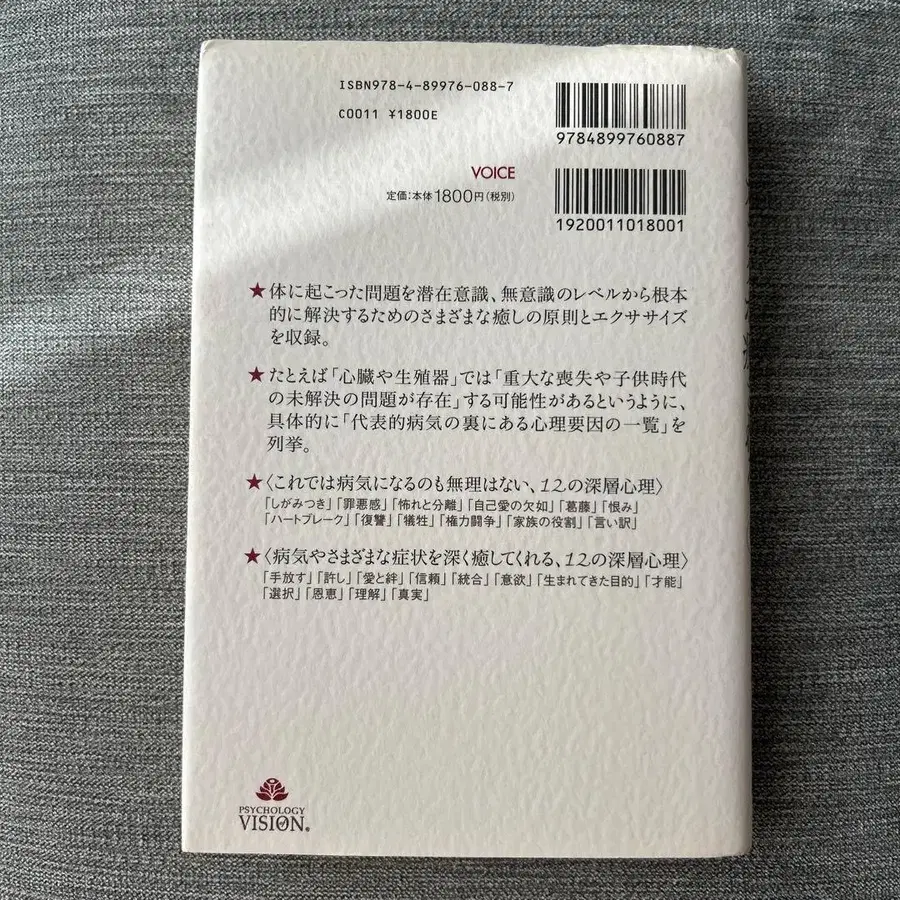 ISBN978-4-89976-088-7
C0011 ¥1800E
9784899760887
VOICE
定価:本体1800円(税別)
1920011018001
★体に起こった問題を潜在意識、無意識のレベルから根本
的に解決するためのさまざまな癒しの原則とエクササイズ
を収録。
★たとえば「心臓や生殖器」では「重大な喪失や子供時代
の未解決の問題が存在」する可能性があるというように、
具体的に「代表的病気の裏にある心理要因の一覧」を
列挙。
★〈これでは病気になるのも無理はない、12の深層心理〉
「しがみつき」「罪悪感」「怖れと分離」「自己愛の欠如」「葛藤」「恨み」
「ハートブレーク」「復讐」「犠牲」「権力闘争」「家族の役割」「言い訳」
★〈病気やさまざまな症状を深く癒してくれる、12の深層心理〉
「手放す」「許し」「愛と絆」「信頼」「統合」「意欲」「生まれてきた目的」「才能」
「選択」「恩恵」「理解」「真実」
PSYCHOLOGY
OF
VISION®